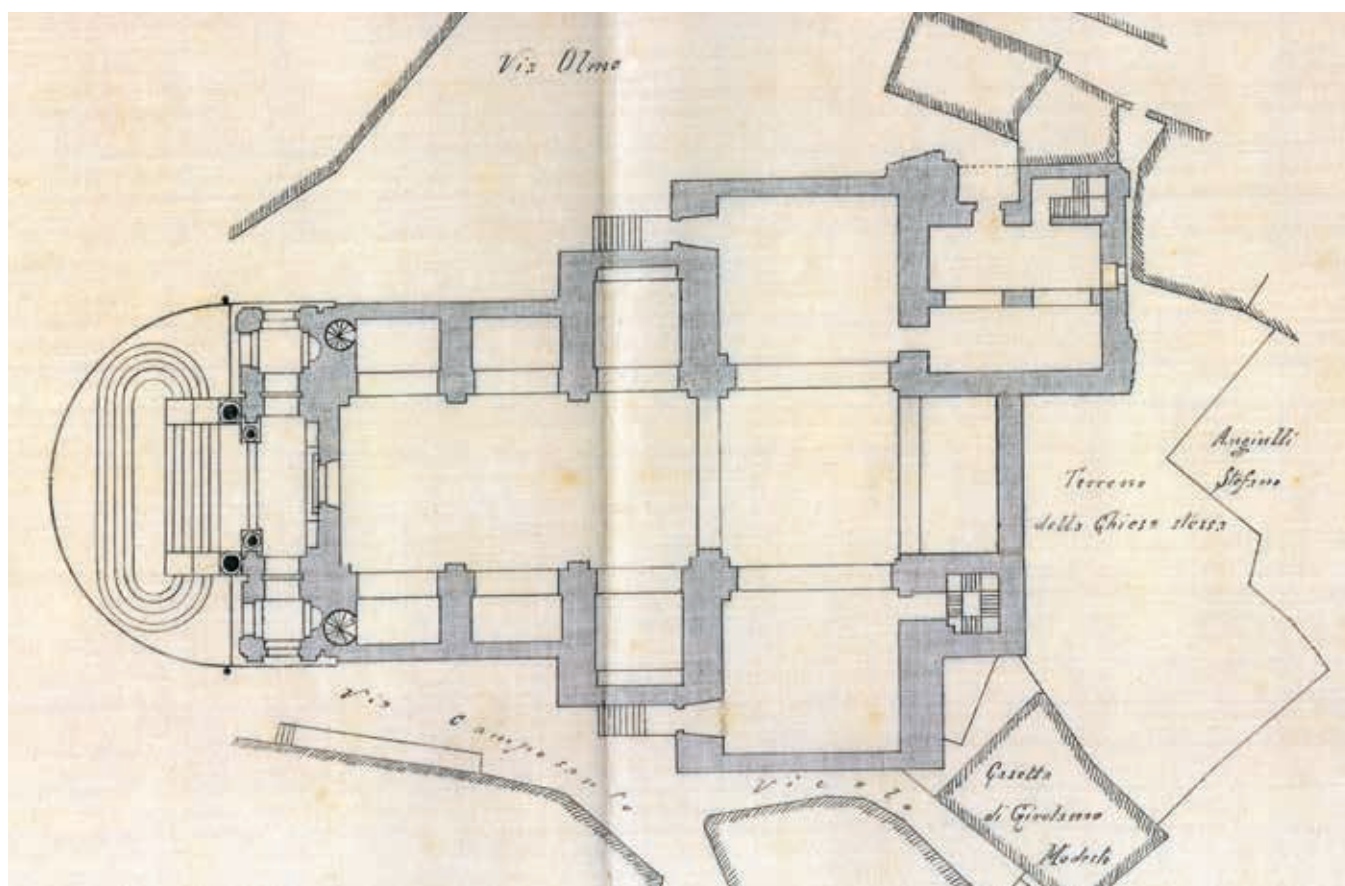 Via Olmo
Angiulli
Stefano
Terreno
della Chiesa stessa
Via Camposanto
Vicolo
Casetta
di Girolamo
Modesti